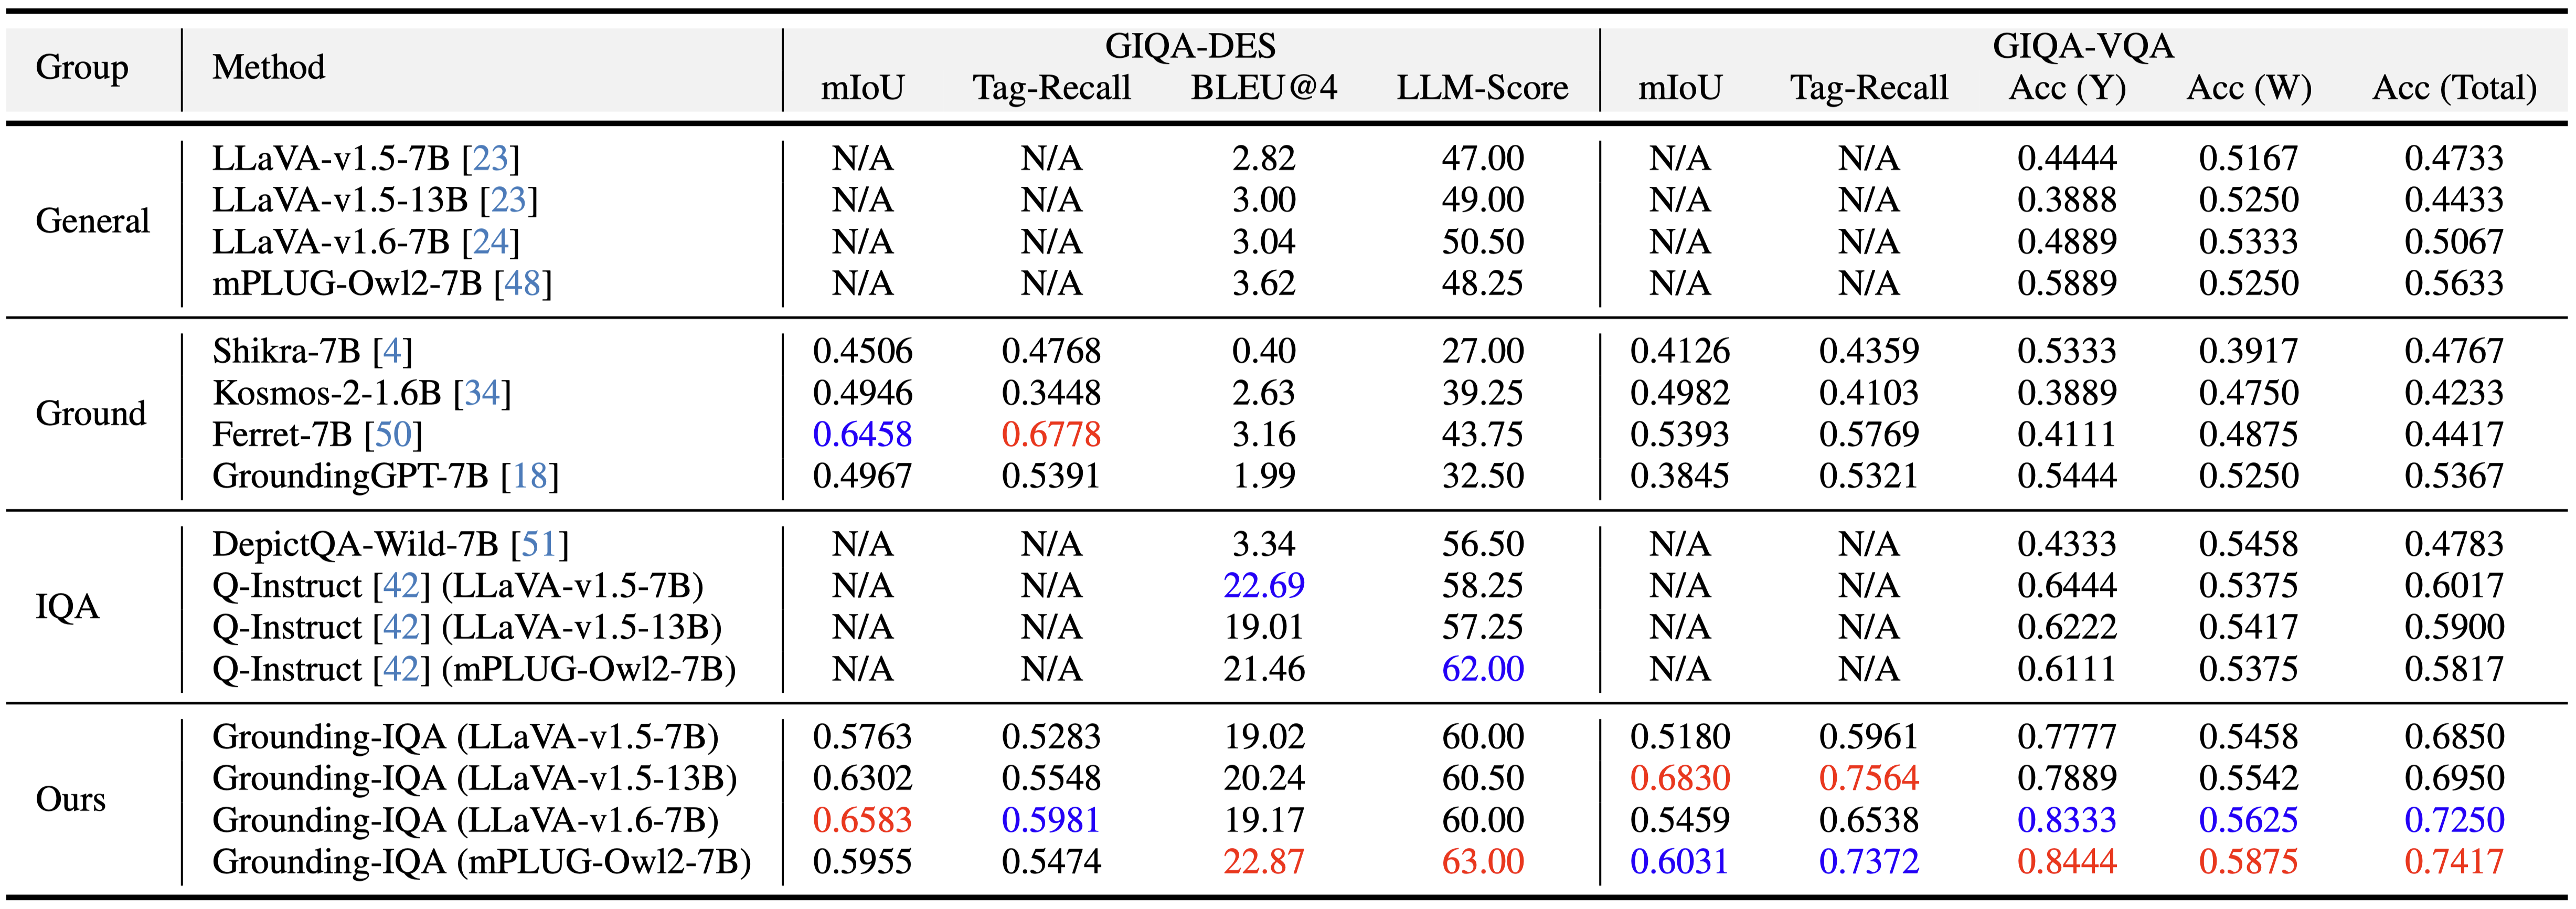 Group Method GIQA-DES GIQA-VQA
mIoU Tag-Recall BLEU@4 LLM-Score mIoU Tag-Recall Acc (Y) Acc (W) Acc (Total)
General
LLaVA-v1.5-7B [23] N/A N/A 2.82 47.00 N/A N/A 0.4444 0.5167 0.4733
LLaVA-v1.5-13B [23] N/A N/A 3.00 49.00 N/A N/A 0.3888 0.5250 0.4433
LLaVA-v1.6-7B [24] N/A N/A 3.04 50.50 N/A N/A 0.4889 0.5333 0.5067
mPLUG-Owl2-7B [48] N/A N/A 3.62 48.25 N/A N/A 0.5889 0.5250 0.5633
Ground
Shikra-7B [4] 0.4506 0.4768 0.40 27.00 0.4126 0.4359 0.5333 0.3917 0.4767
Kosmos-2-1.6B [34] 0.4946 0.3448 2.63 39.25 0.4982 0.4103 0.3889 0.4750 0.4233
Ferret-7B [50] 0.6458 0.6778 3.16 43.75 0.5393 0.5769 0.4111 0.4875 0.4417
GroundingGPT-7B [18] 0.4967 0.5391 1.99 32.50 0.3845 0.5321 0.5444 0.5250 0.5367
IQA
DepictQA-Wild-7B [51] N/A N/A 3.34 56.50 N/A N/A 0.4333 0.5458 0.4783
Q-Instruct [42] (LLaVA-v1.5-7B) N/A N/A 22.69 58.25 N/A N/A 0.6444 0.5375 0.6017
Q-Instruct [42] (LLaVA-v1.5-13B) N/A N/A 19.01 57.25 N/A N/A 0.6222 0.5417 0.5900
Q-Instruct [42] (mPLUG-Owl2-7B) N/A N/A 21.46 62.00 N/A N/A 0.6111 0.5375 0.5817
Ours
Grounding-IQA (LLaVA-v1.5-7B) 0.5763 0.5283 19.02 60.00 0.5180 0.5961 0.7777 0.5458 0.6850
Grounding-IQA (LLaVA-v1.5-13B) 0.6302 0.5548 20.24 60.50 0.6830 0.7564 0.7889 0.5542 0.6950
Grounding-IQA (LLaVA-v1.6-7B) 0.6583 0.5981 19.17 60.00 0.5459 0.6538 0.8333 0.5625 0.7250
Grounding-IQA (mPLUG-Owl2-7B) 0.5955 0.5474 22.87 63.00 0.6031 0.7372 0.8444 0.5875 0.7417